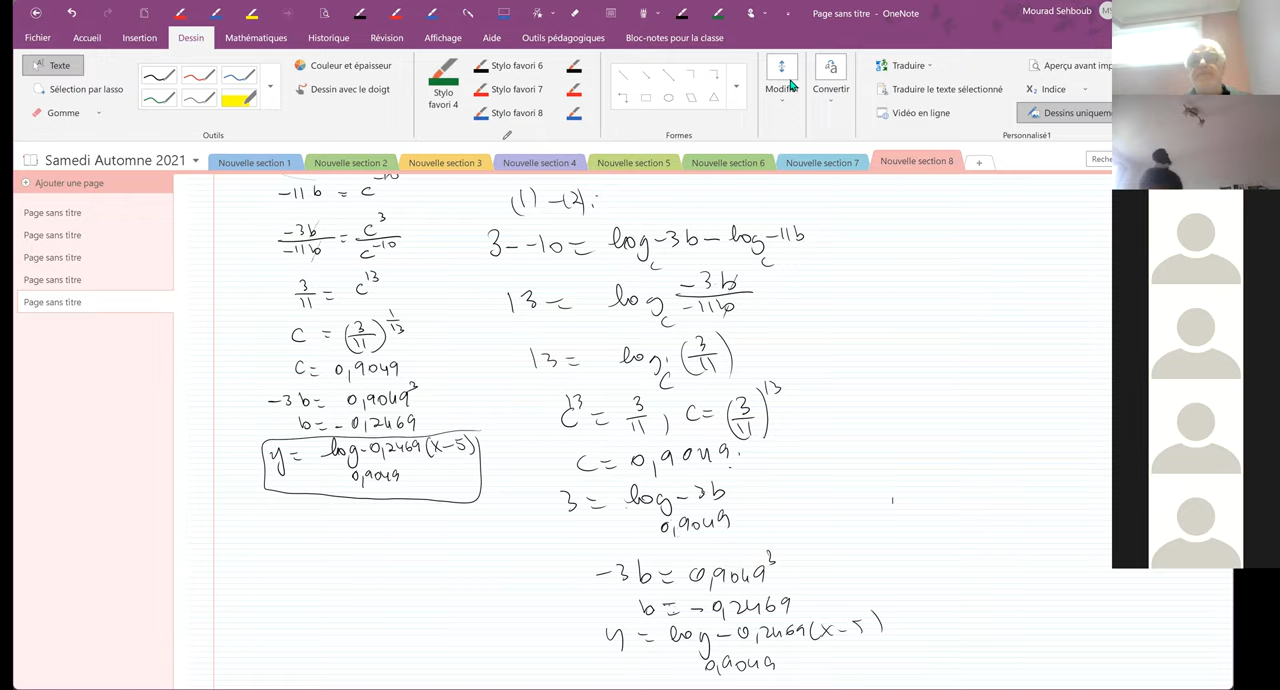 Page sans titre - OneNote
Mourad Sehboub
Fichier Accueil Insertion Dessin Mathématiques Historique Révision Affichage Aide Outils pédagogiques Bloc-notes pour la classe
Texte
Sélection par lasso
Gomme
Outils
Couleur et épaisseur
Dessin avec le doigt
Stylo favori 4
Stylo favori 6
Stylo favori 7
Stylo favori 8
Formes
Modifier
Convertir
Traduire
Traduire le texte sélectionné
Vidéo en ligne
Aperçu avant imp
Indice
Dessins uniqueme
Personnalisé1
Samedi Automne 2021
Nouvelle section 1 Nouvelle section 2 Nouvelle section 3 Nouvelle section 4 Nouvelle section 5 Nouvelle section 6 Nouvelle section 7 Nouvelle section 8 +
Reche
Ajouter une page
Page sans titre
Page sans titre
Page sans titre
Page sans titre
Page sans titre
-11b = c^-10
-3b/-11b = c^3/c^-10
3/11 = c^13
c = (3/11)^1/13
c = 0,9049
-3b = 0,9049^3
b = -0,2469
y = log_0,9049 -0,2469(x-5)
(1) - (2):
3 - -10 = log_c -3b - log_c -11b
13 = log_c -3b/-11b
13 = log_c (3/11)
c^13 = 3/11, c = (3/11)^13
c = 0,9049.
3 = log_0,9049 -3b
-3b = 0,9049^3
b = -0,2469
y = log_0,9049 -0,2469(x-5)